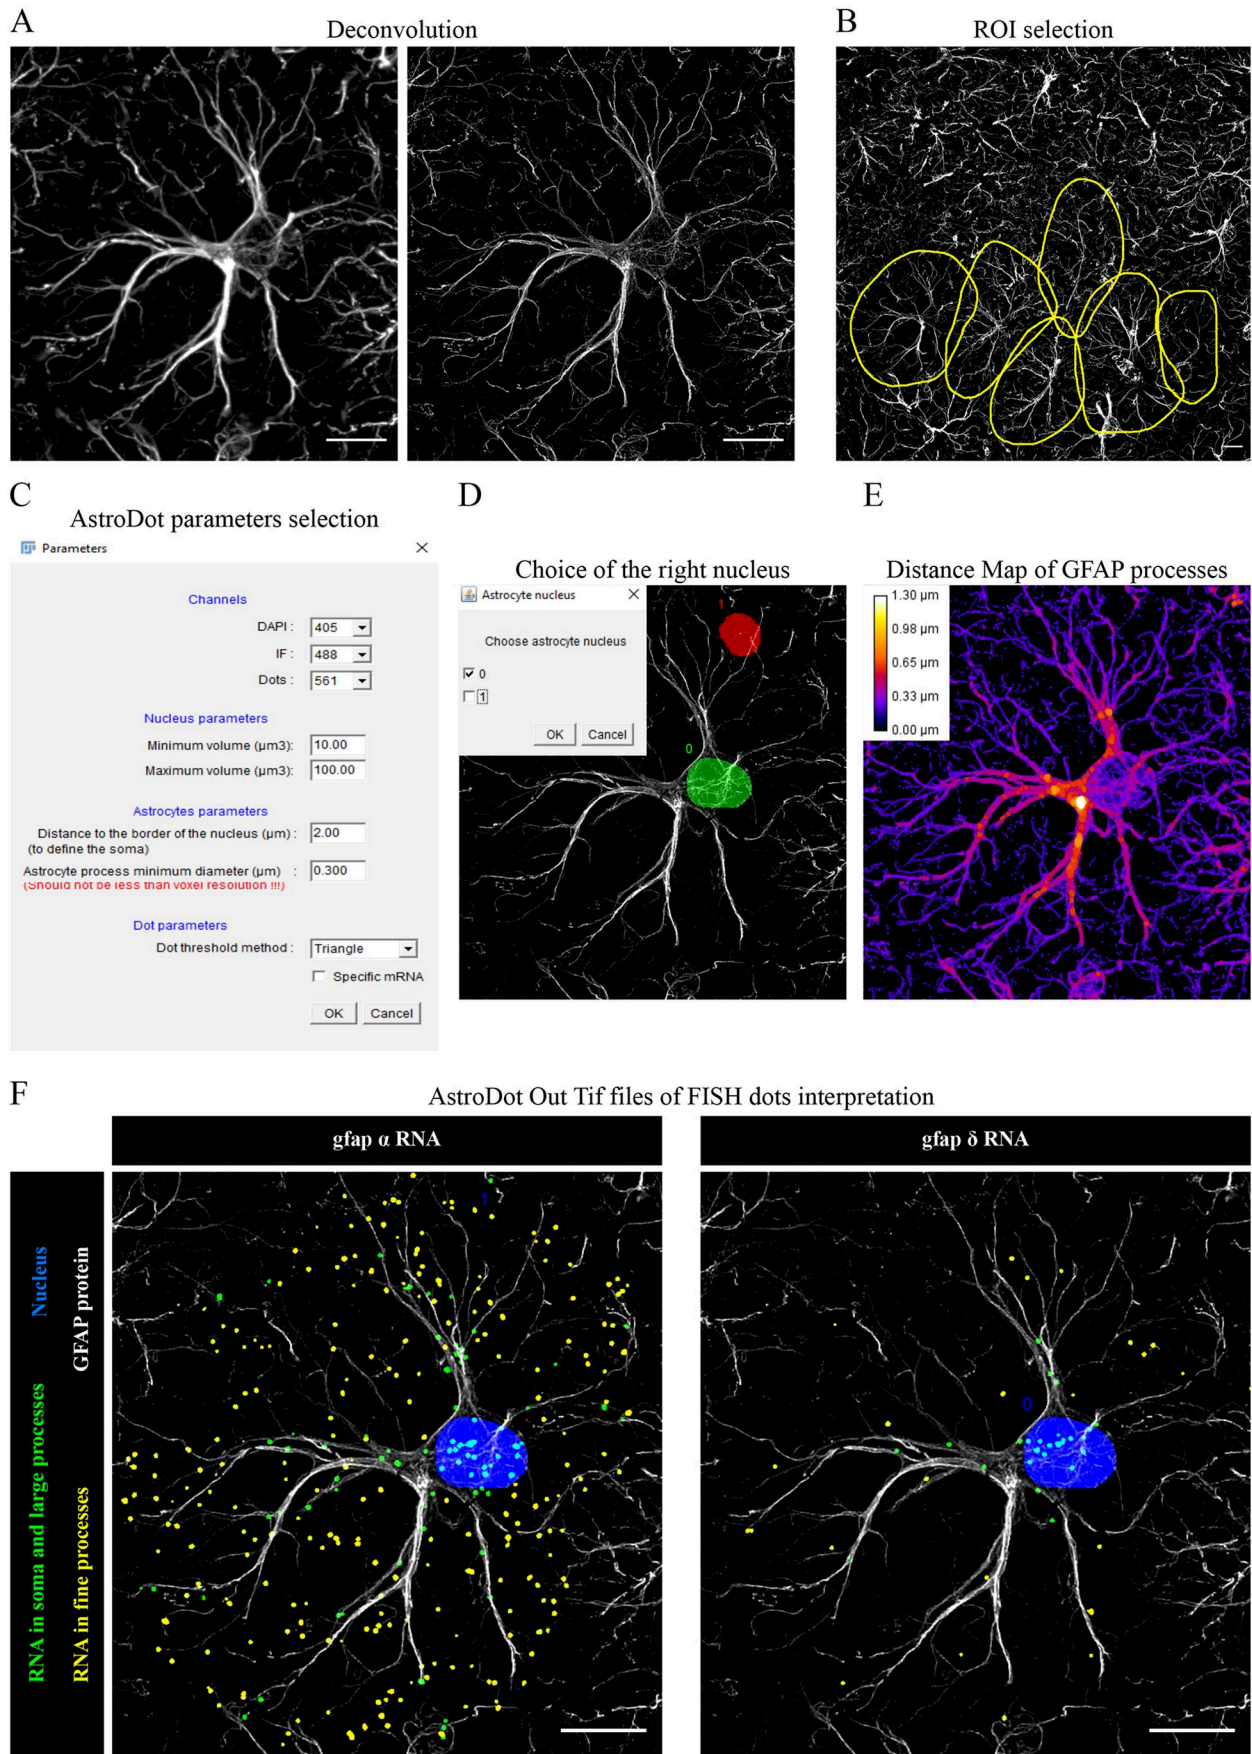 A
Deconvolution
B
ROI selection
C
AstroDot parameters selection
Parameters
Channels
DAPI : 405
IF : 488
Dots : 561
Nucleus parameters
Minimum volume (µm3): 10.00
Maximum volume (µm3): 100.00
Astrocytes parameters
Distance to the border of the nucleus (µm) : 2.00
(to define the soma)
Astrocyte process minimum diameter (µm) : 0.300
(Should not be less than voxel resolution !!!)
Dot parameters
Dot threshold method : Triangle
Specific mRNA
OK Cancel
D
Choice of the right nucleus
Astrocyte nucleus
Choose astrocyte nucleus
0
1
OK Cancel
1
0
E
Distance Map of GFAP processes
1.30 µm
0.98 µm
0.65 µm
0.33 µm
0.00 µm
F
AstroDot Out Tif files of FISH dots interpretation
gfap α RNA
gfap δ RNA
RNA in soma and large processes Nucleus
RNA in fine processes GFAP protein
1
0